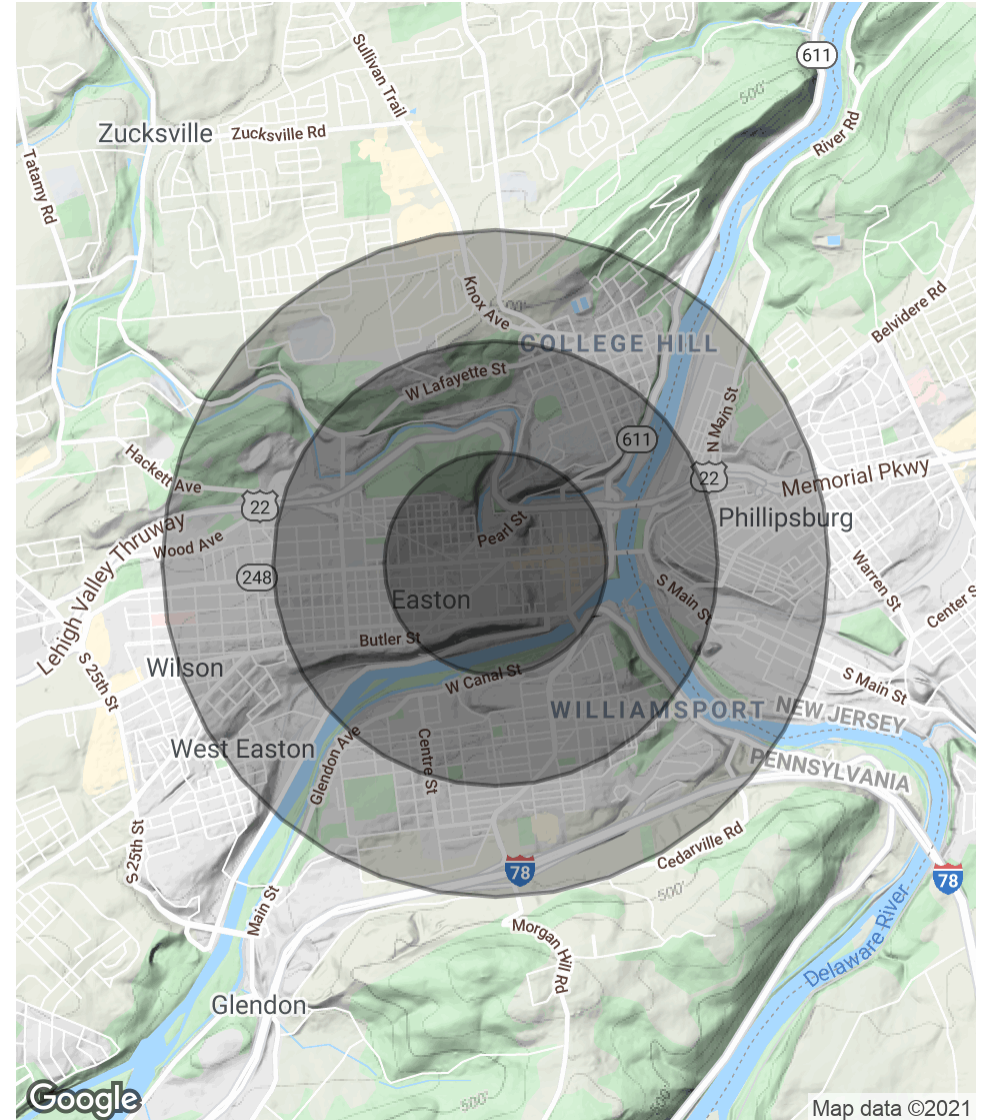 611
Sullivan Trail
500'
Zucksville
Zucksville Rd
River Rd
Tatamy Rd
Knox Ave
500'
Belvidere Rd
COLLEGE HILL
W Lafayette St
N Main St
611
Hackett Ave
22
22
Memorial Pkwy
Phillipsburg
Pearl St
Wood Ave
Lehigh Valley Thruway
248
Warren St
S Main St
Center S
Easton
Butler St
Wilson
W Canal St
S 25th St
S Main St
WILLIAMSPORT
NEW JERSEY
West Easton
Centre St
Glendon Ave
PENNSYLVANIA
S 25th St
Cedarville Rd
78
78
500'
Main St
Morgan Hill Rd
Delaware River
Glendon
500'
Google
Map data ©2021